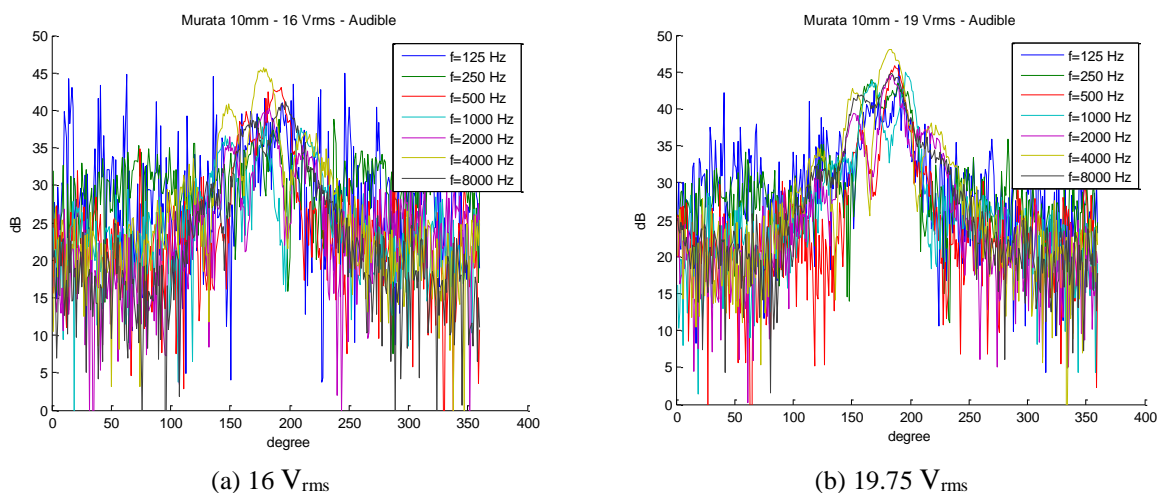 Murata 10mm - 16 Vrms - Audible
50
45
40
35
30
25
20
15
10
5
0
dB
0
50
100
150
200
250
300
350
400
degree
f=125 Hz
f=250 Hz
f=500 Hz
f=1000 Hz
f=2000 Hz
f=4000 Hz
f=8000 Hz
(a) 16 Vrms
Murata 10mm - 19 Vrms - Audible
50
45
40
35
30
25
20
15
10
5
0
dB
0
50
100
150
200
250
300
350
400
degree
f=125 Hz
f=250 Hz
f=500 Hz
f=1000 Hz
f=2000 Hz
f=4000 Hz
f=8000 Hz
(b) 19.75 Vrms